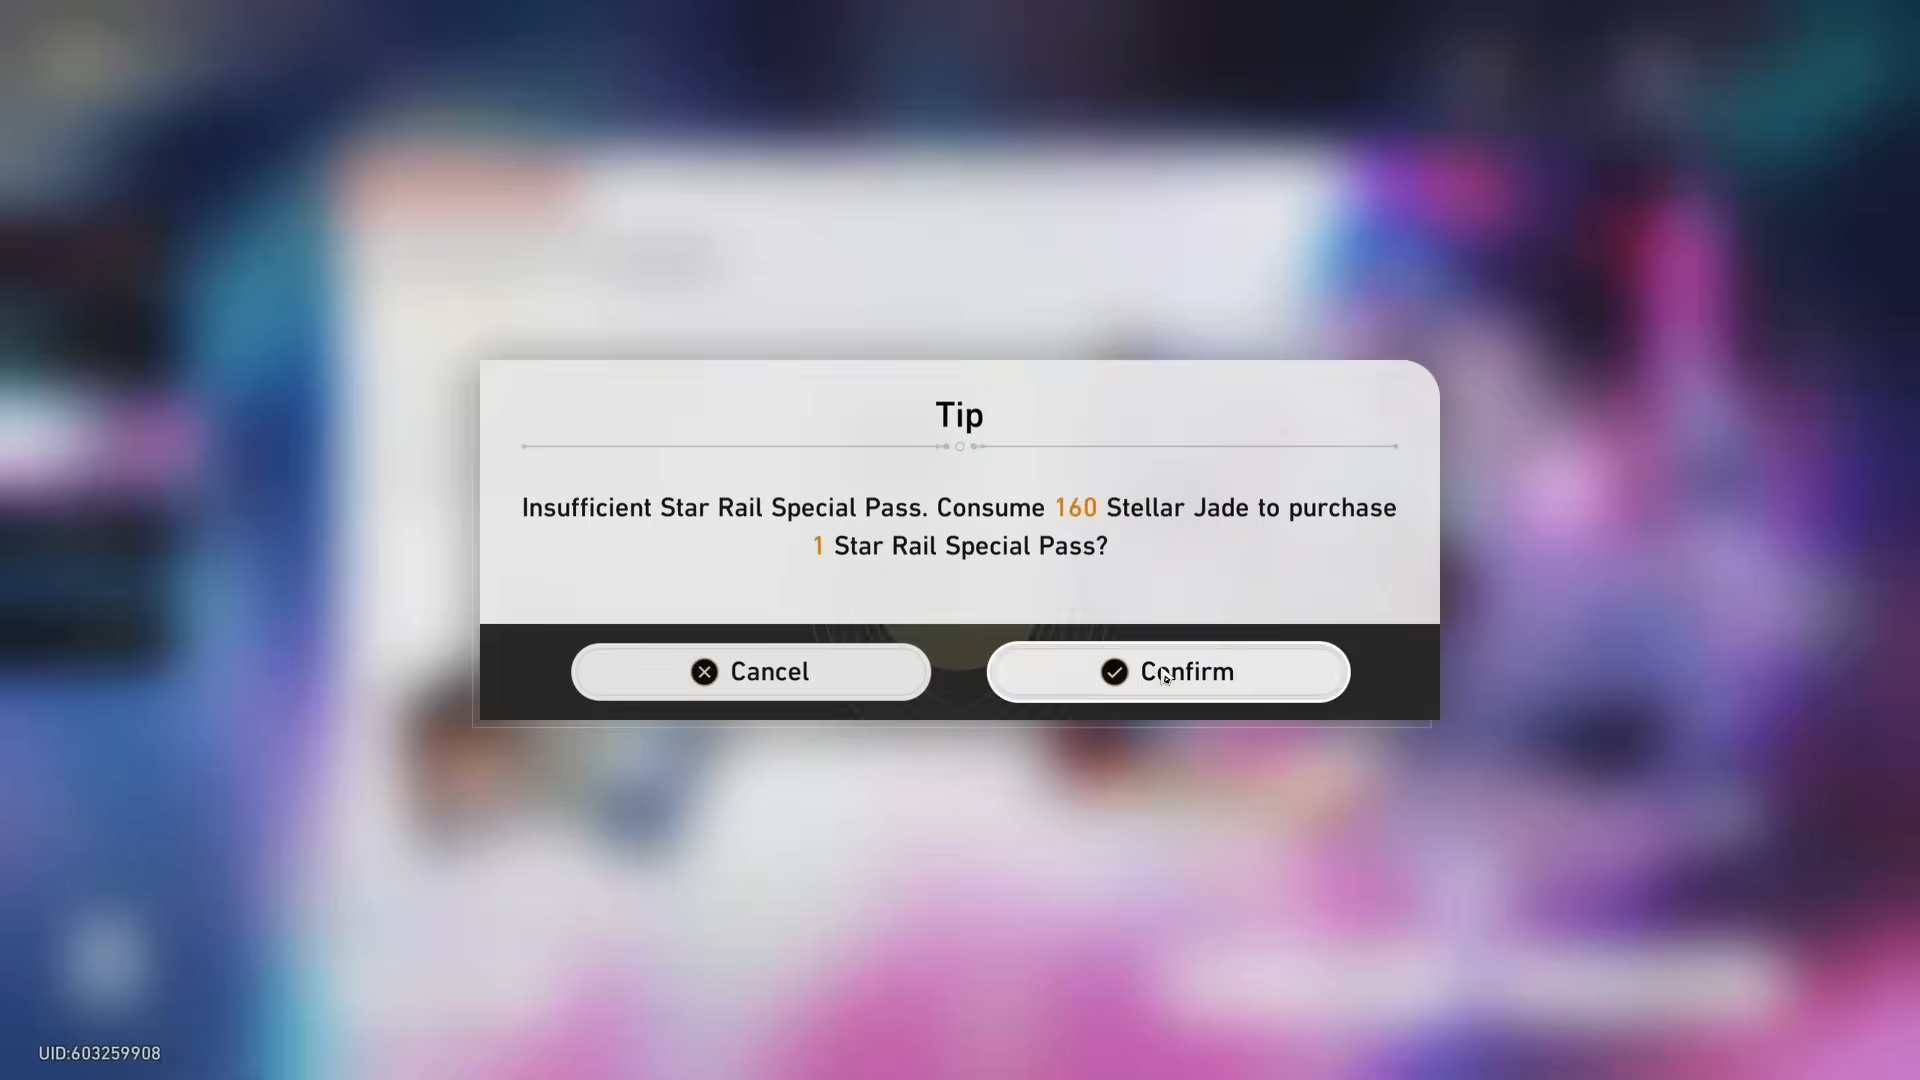 Tip
Insufficient Star Rail Special Pass. Consume 160 Stellar Jade to purchase
1 Star Rail Special Pass?
Cancel
Confirm
UID:603259908